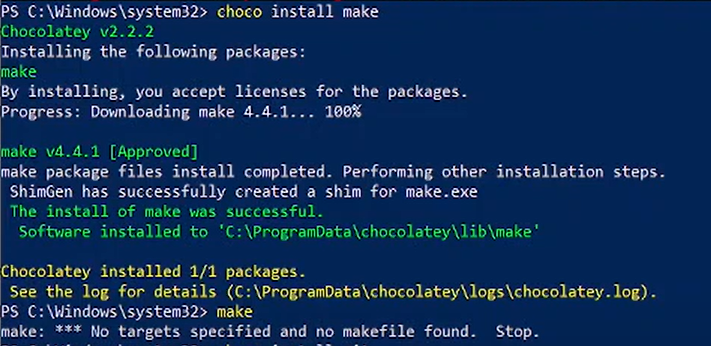 PS C:\Windows\system32> choco install make
Chocolatey v2.2.2
Installing the following packages:
make
By installing, you accept licenses for the packages.
Progress: Downloading make 4.4.1... 100%
make v4.4.1 [Approved]
make package files install completed. Performing other installation steps.
ShimGen has successfully created a shim for make.exe
The install of make was successful.
Software installed to 'C:\ProgramData\chocolatey\lib\make'
Chocolatey installed 1/1 packages.
See the log for details (C:\ProgramData\chocolatey\logs\chocolatey.log).
PS C:\Windows\system32> make
make: *** No targets specified and no makefile found.  Stop.